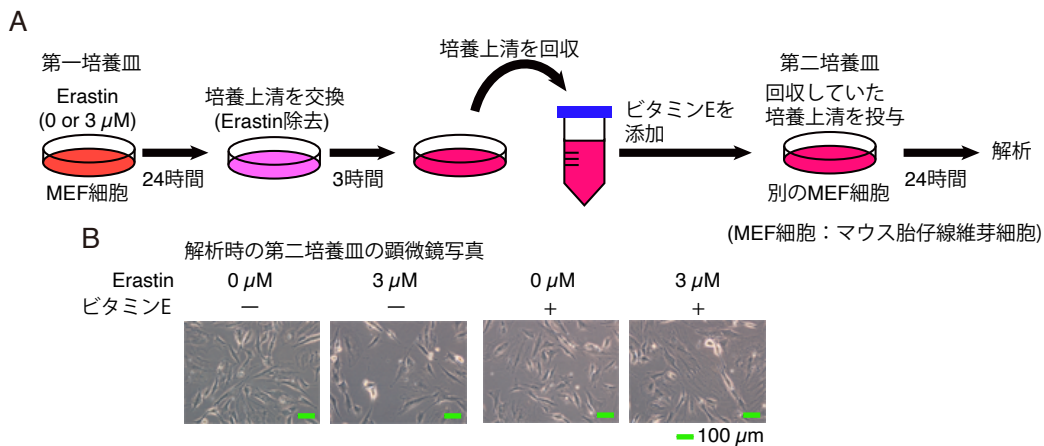 A
第一培養皿
Erastin
(0 or 3 µM)
MEF細胞
24時間
培養上清を交換
(Erastin除去)
3時間
培養上清を回収
ビタミンEを
添加
第二培養皿
回収していた
培養上清を投与
別のMEF細胞
24時間
解析
(MEF細胞：マウス胎仔線維芽細胞)
B
解析時の第二培養皿の顕微鏡写真
Erastin 0 µM 3 µM 0 µM 3 µM
ビタミンE － － + +
100 µm